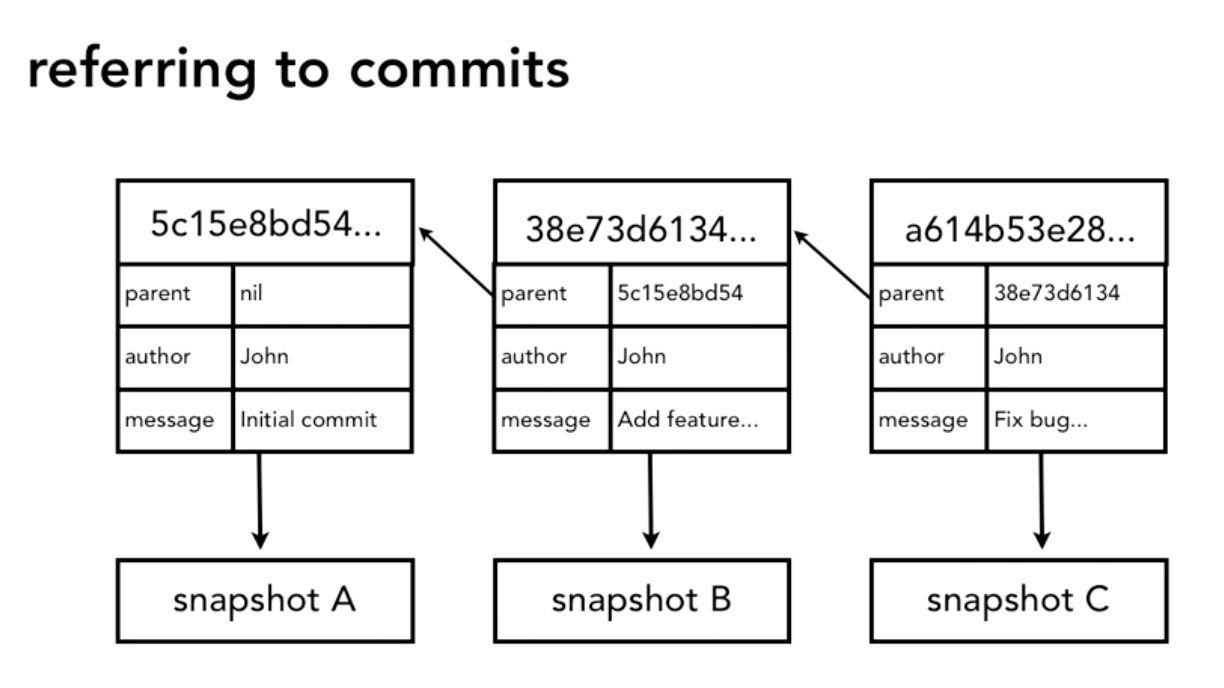 referring to commits
5c15e8bd54...
parent nil
author John
message Initial commit
snapshot A
38e73d6134...
parent 5c15e8bd54
author John
message Add feature...
snapshot B
a614b53e28...
parent 38e73d6134
author John
message Fix bug...
snapshot C